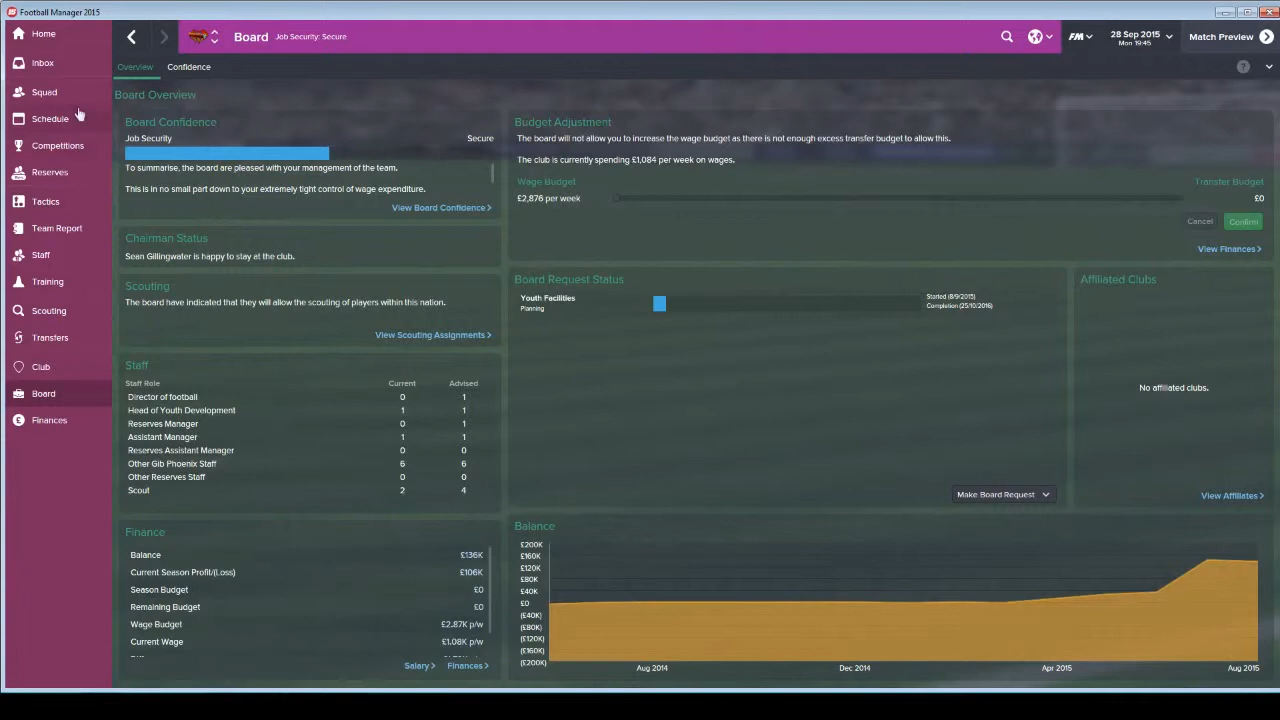 Football Manager 2015
Home
Inbox
Squad
Schedule
Competitions
Reserves
Tactics
Team Report
Staff
Training
Scouting
Transfers
Club
Board
Finances
Board Job Security: Secure
FM
28 Sep 2015
Mon 19:45
Match Preview
Overview Confidence
Board Overview
Board Confidence
Job Security Secure
To summarise, the board are pleased with your management of the team.
This is in no small part down to your extremely tight control of wage expenditure.
View Board Confidence >
Chairman Status
Sean Gillingwater is happy to stay at the club.
Scouting
The board have indicated that they will allow the scouting of players within this nation.
View Scouting Assignments >
Staff
Staff Role Current Advised
Director of football 0 1
Head of Youth Development 1 1
Reserves Manager 0 1
Assistant Manager 1 1
Reserves Assistant Manager 0 0
Other Gib Phoenix Staff 6 6
Other Reserves Staff 0 0
Scout 2 4
Finance
Balance £136K
Current Season Profit/(Loss) £106K
Season Budget £0
Remaining Budget £0
Wage Budget £2.87K p/w
Current Wage £1.08K p/w
Salary > Finances >
Budget Adjustment
The board will not allow you to increase the wage budget as there is not enough excess transfer budget to allow this.
The club is currently spending £1,084 per week on wages.
Wage Budget Transfer Budget
£2,876 per week £0
Cancel Confirm
View Finances >
Board Request Status
Youth Facilities
Planning
Started (8/9/2015)
Completion (25/10/2016)
Make Board Request
Affiliated Clubs
No affiliated clubs.
View Affiliates >
Balance
£200K
£160K
£120K
£80K
£40K
£0
(£40K)
(£80K)
(£120K)
(£160K)
(£200K)
Aug 2014 Dec 2014 Apr 2015 Aug 2015